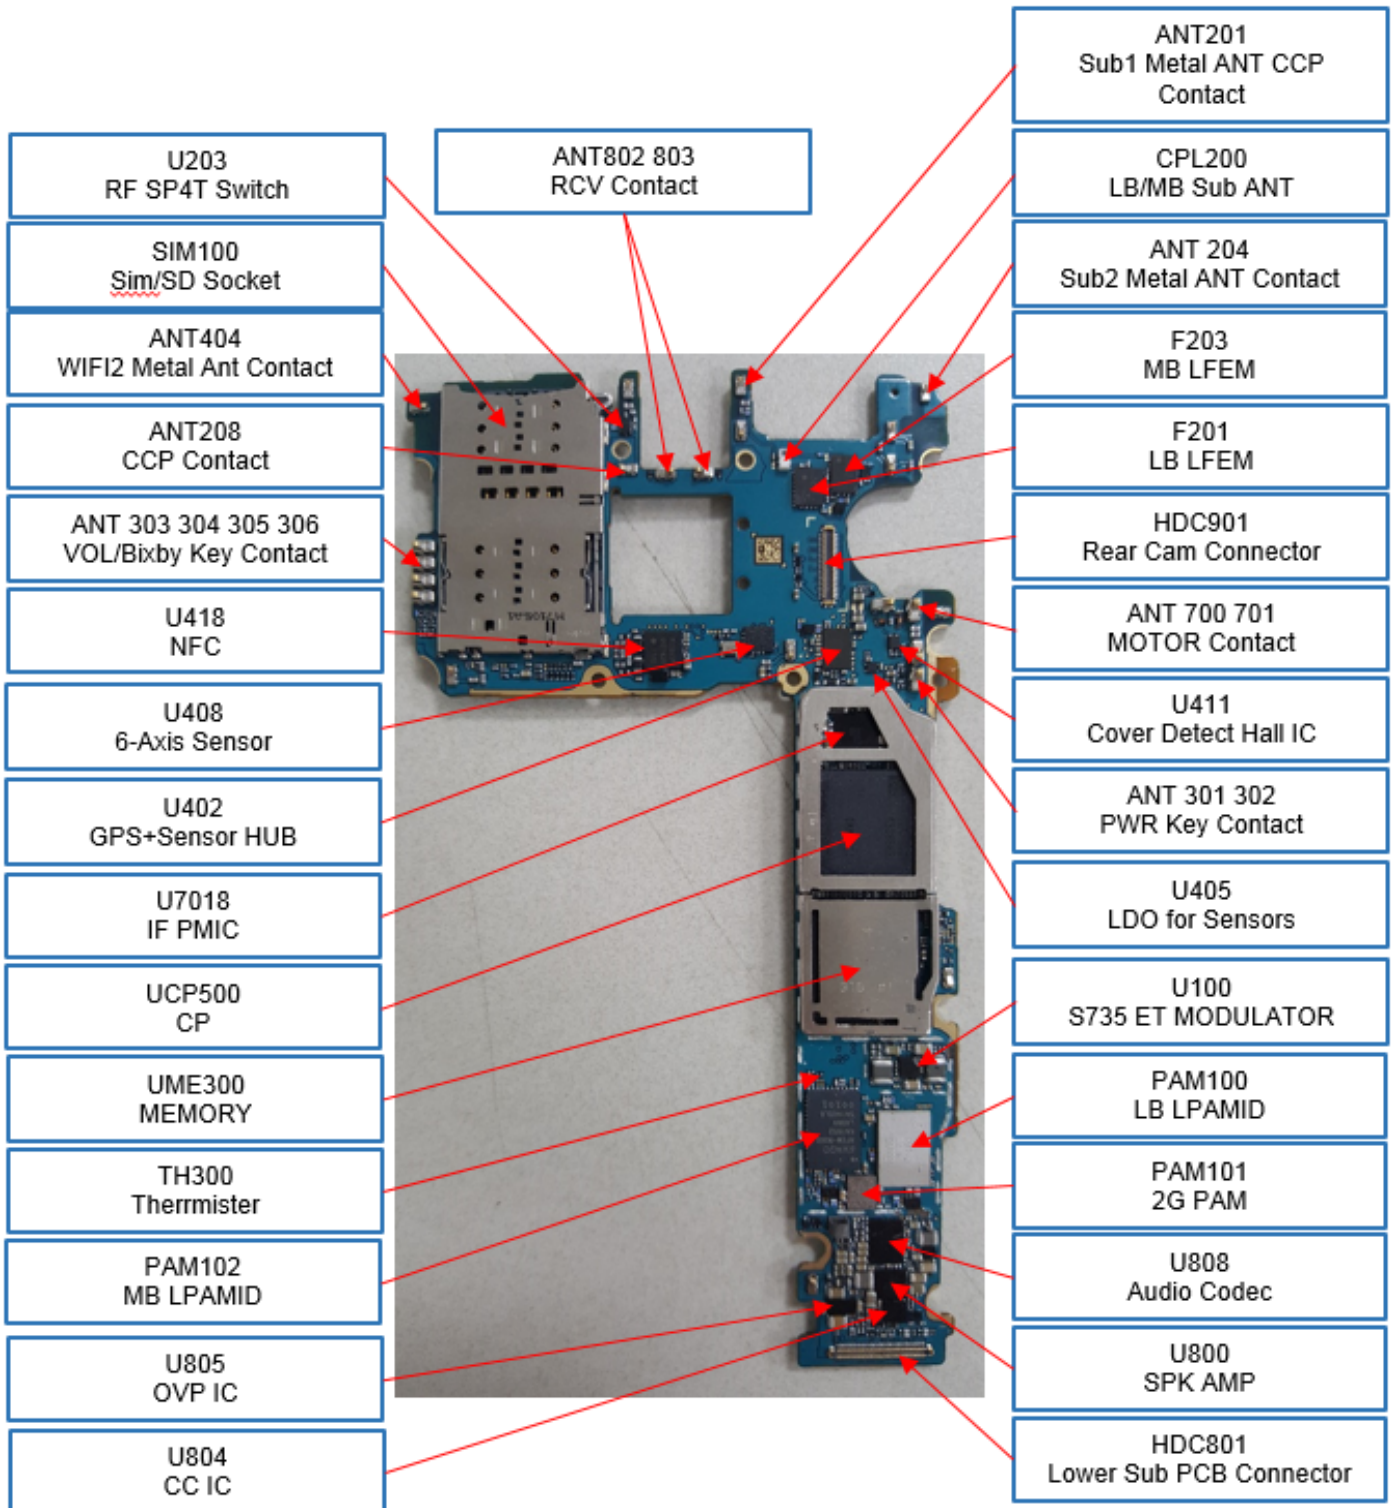 ANT201
Sub1 Metal ANT CCP
Contact
U203
RF SP4T Switch
ANT802 803
RCV Contact
CPL200
LB/MB Sub ANT
SIM100
Sim/SD Socket
ANT 204
Sub2 Metal ANT Contact
ANT404
WIFI2 Metal Ant Contact
F203
MB LFEM
ANT208
CCP Contact
F201
LB LFEM
ANT 303 304 305 306
VOL/Bixby Key Contact
HDC901
Rear Cam Connector
U418
NFC
ANT 700 701
MOTOR Contact
U408
6-Axis Sensor
U411
Cover Detect Hall IC
U402
GPS+Sensor HUB
ANT 301 302
PWR Key Contact
U7018
IF PMIC
U405
LDO for Sensors
UCP500
CP
U100
S735 ET MODULATOR
UME300
MEMORY
PAM100
LB LPAMID
TH300
Therrmister
PAM101
2G PAM
PAM102
MB LPAMID
U808
Audio Codec
U805
OVP IC
U800
SPK AMP
U804
CC IC
HDC801
Lower Sub PCB Connector